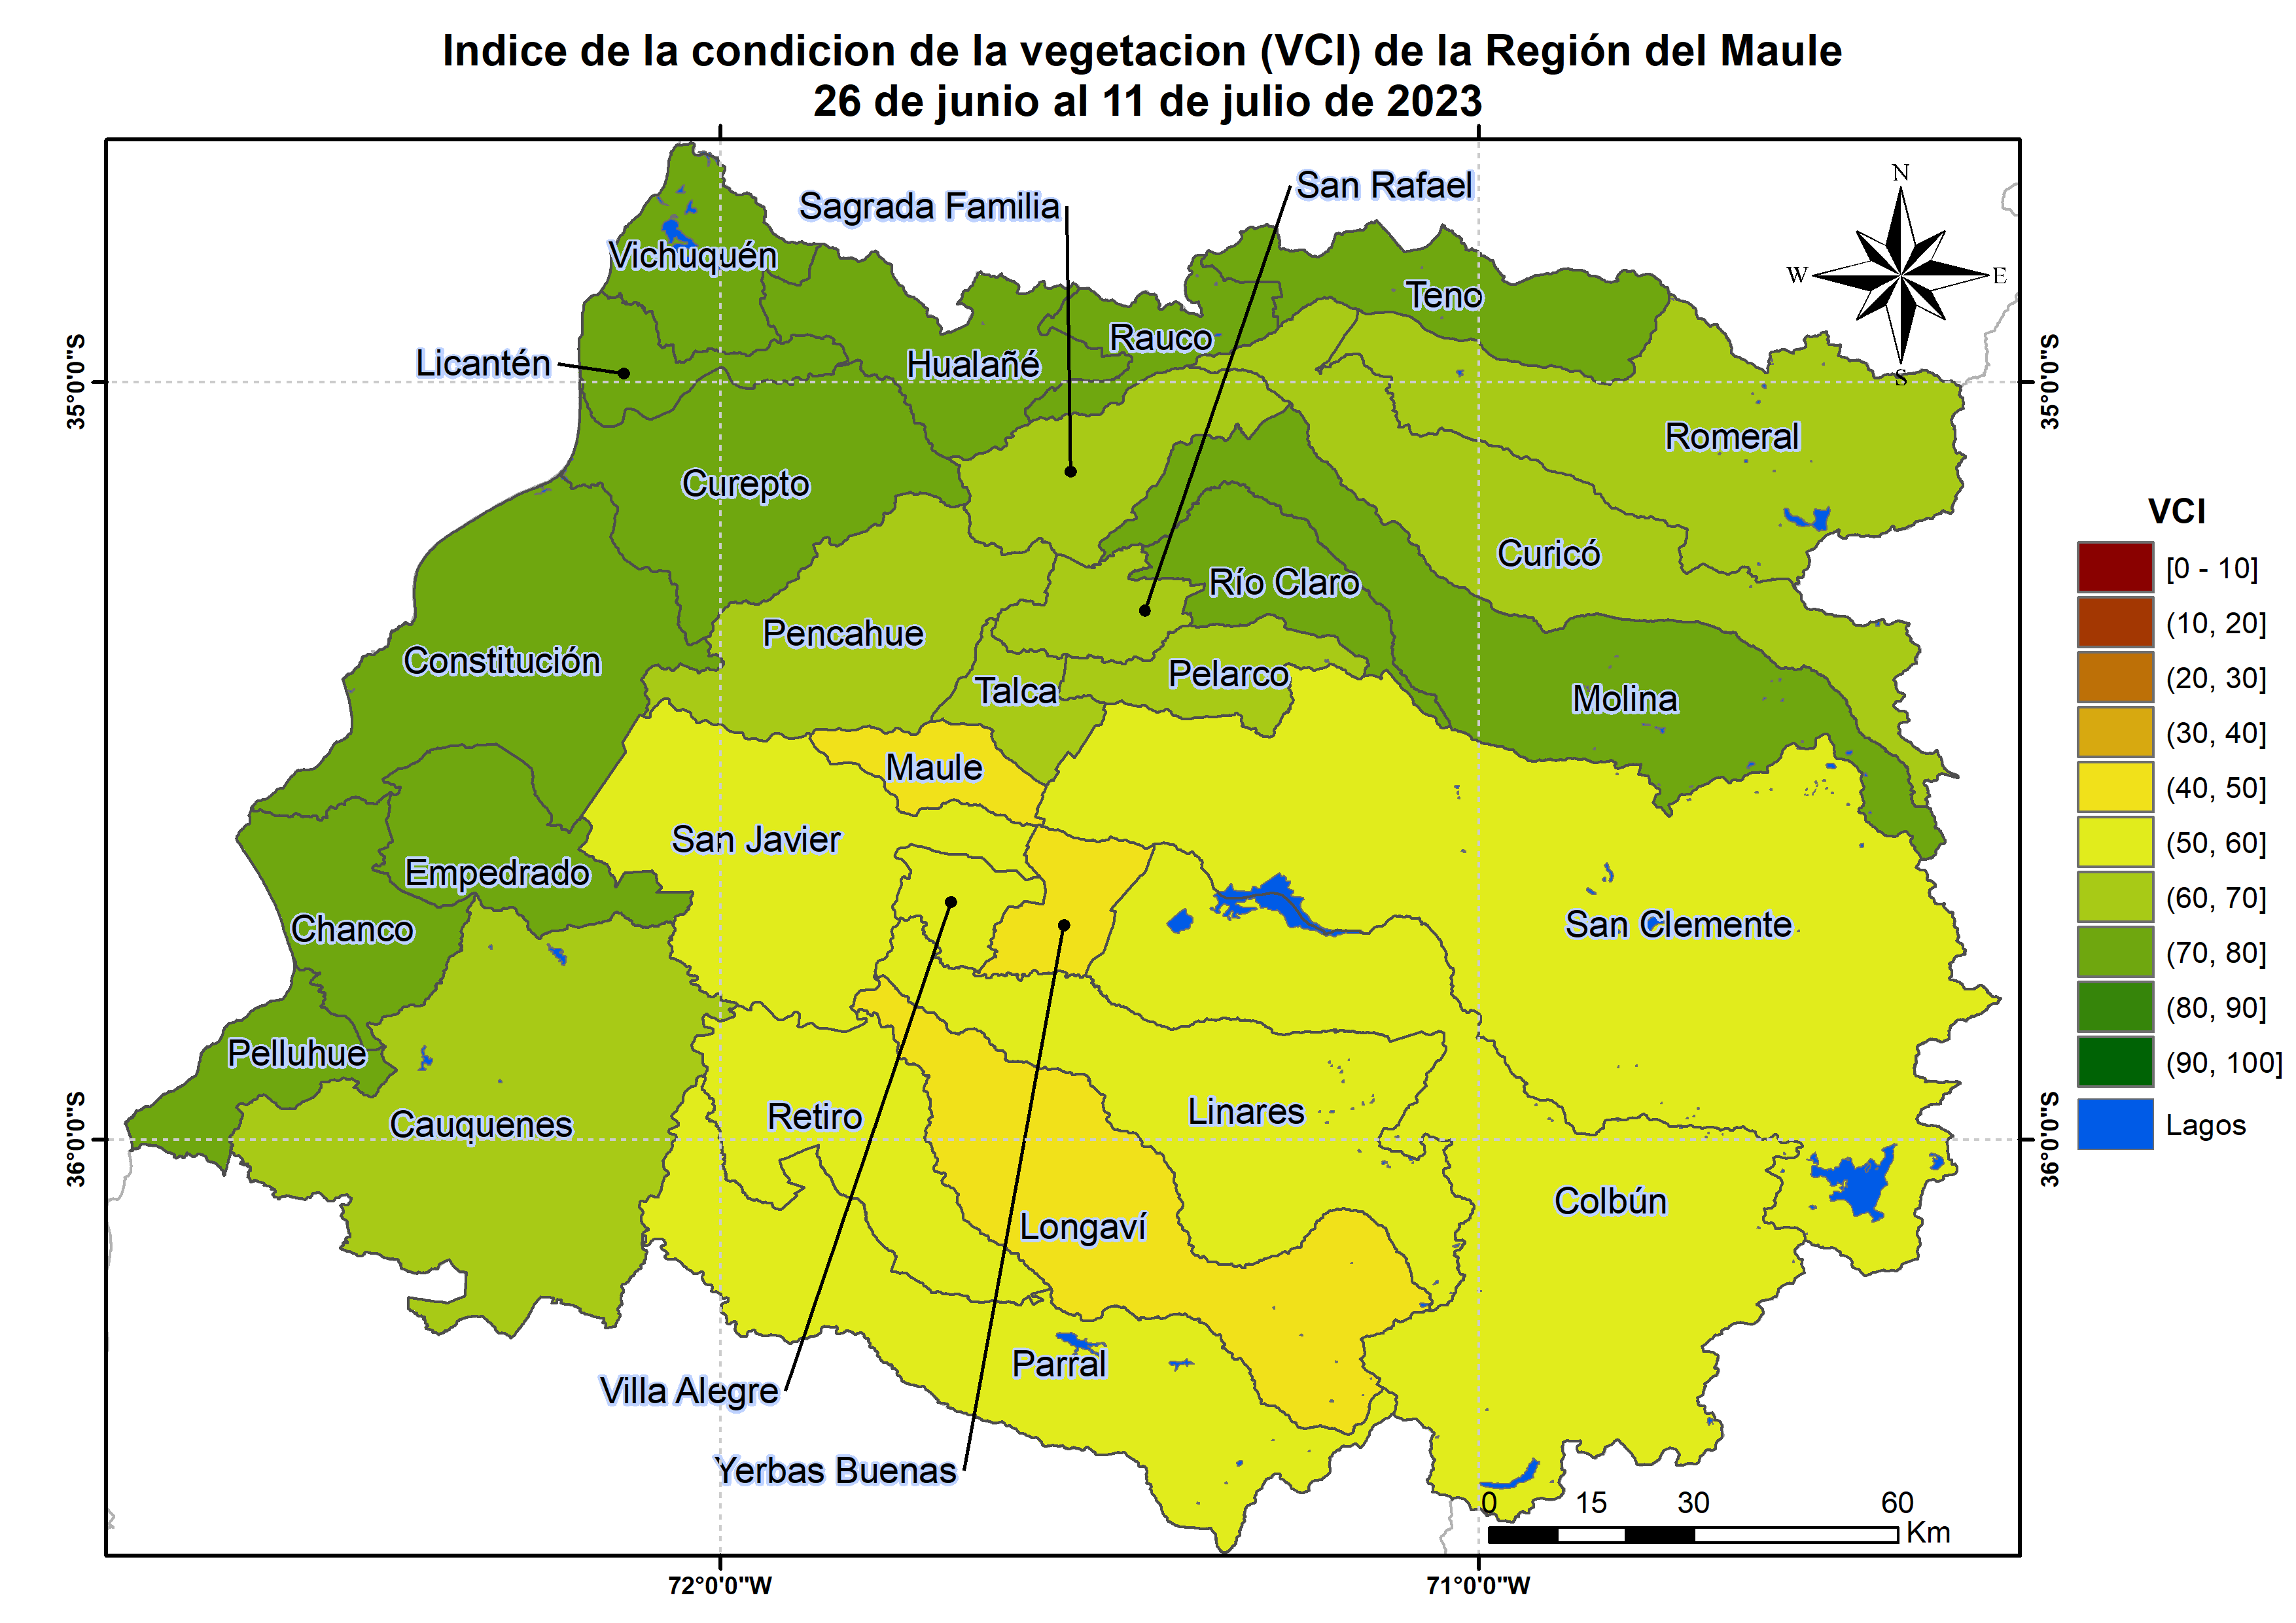 Indice de la condicion de la vegetacion (VCI) de la Región del Maule
26 de junio al 11 de julio de 2023
San Rafael
Sagrada Familia
N
W
E
S
Vichuquén
Teno
Rauco
Licantén
Hualañé
35°0'0"S
35°0'0"S
Romeral
Curepto
Curicó
Río Claro
Pencahue
Constitución
Pelarco
Talca
Molina
Maule
San Javier
Empedrado
Chanco
San Clemente
Pelluhue
Cauquenes
Retiro
Linares
36°0'0"S
36°0'0"S
Colbún
Longaví
Parral
Villa Alegre
Yerbas Buenas
0
15
30
60
Km
72°0'0"W
71°0'0"W
VCI
[0 - 10]
(10, 20]
(20, 30]
(30, 40]
(40, 50]
(50, 60]
(60, 70]
(70, 80]
(80, 90]
(90, 100]
Lagos